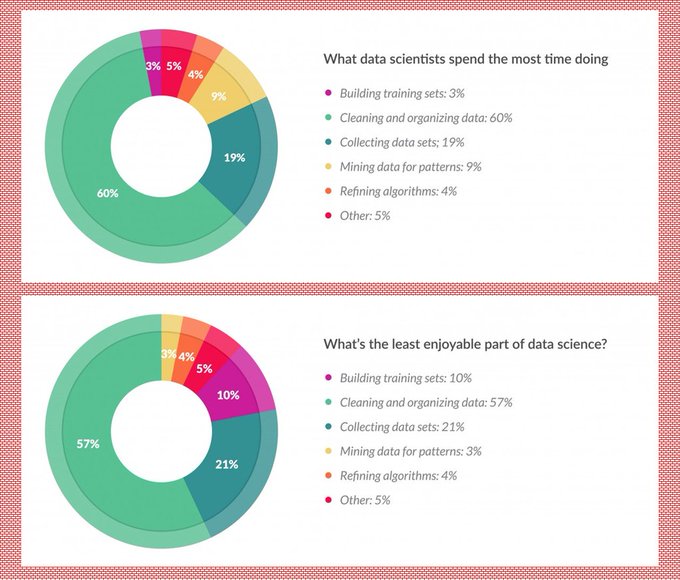 3%
5%
4%
9%
19%
60%
What data scientists spend the most time doing
Building training sets: 3%
Cleaning and organizing data: 60%
Collecting data sets; 19%
Mining data for patterns: 9%
Refining algorithms: 4%
Other: 5%
3%
4%
5%
10%
21%
57%
What's the least enjoyable part of data science?
Building training sets: 10%
Cleaning and organizing data: 57%
Collecting data sets: 21%
Mining data for patterns: 3%
Refining algorithms: 4%
Other: 5%